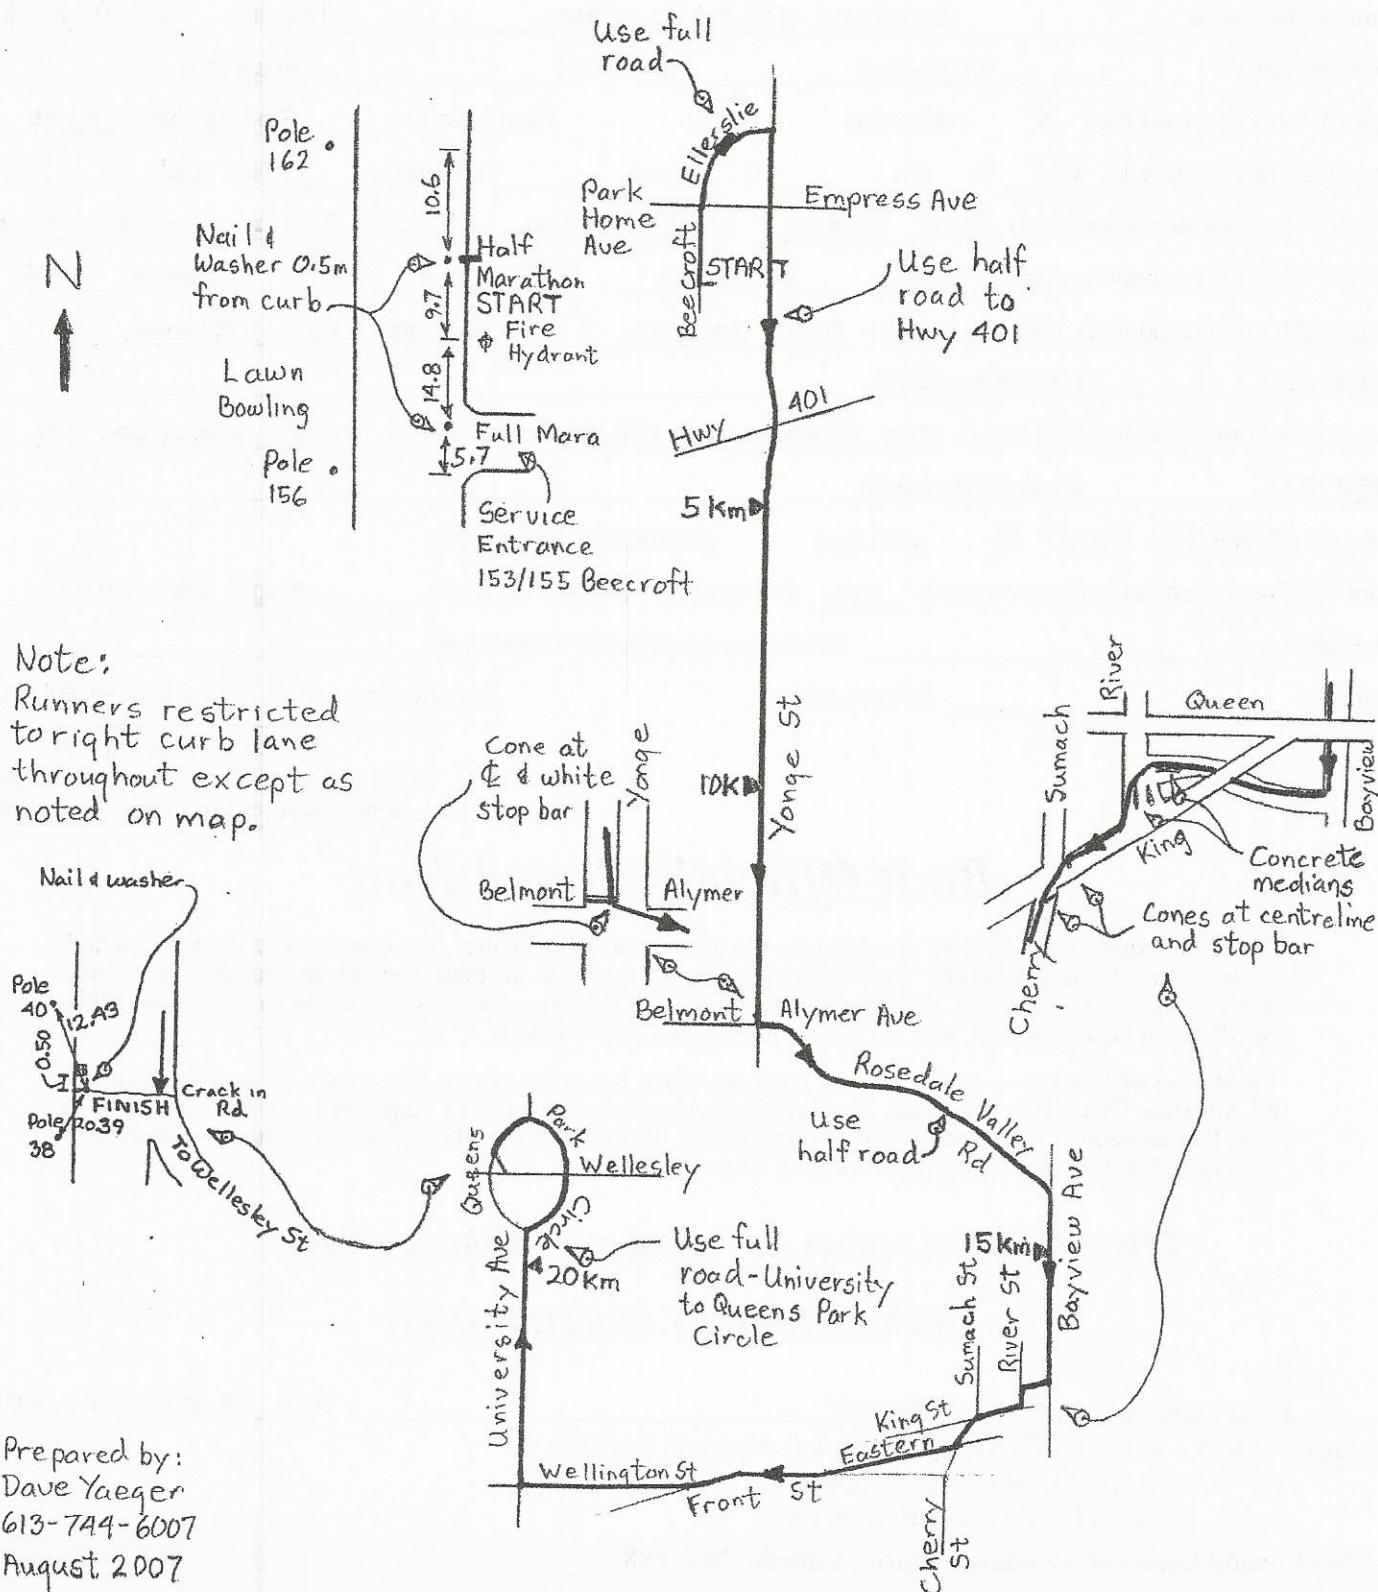 Use full
road
Ellerslie
Park
Home
Ave
Empress Ave
Beecroft
START
Use half
road to
Hwy 401
Hwy 401
5 Km
Pole
162
10.6
Nail &
Washer 0.5m
from curb
Half
Marathon
START
9.7
Fire
Hydrant
14.8
N
Lawn
Bowling
Full Mara
5.7
Pole
156
Service
Entrance
153/155 Beecroft
Note:
Runners restricted
to right curb lane
throughout except as
noted on map.
Cone at
℄ & white
stop bar
Yonge
Belmont
Alymer
10K
Yonge St
River
Queen
Sumach
Bayview
King
Concrete
medians
Cones at centreline
and stop bar
Cherry
Nail & washer
Pole
40
12.43
0.50
FINISH
Crack in
Rd
Pole
38
20.39
To Wellesley St
Belmont
Alymer Ave
Rosedale Valley
Rd
Use
half road
Queens
Park
Circle
Wellesley
20 Km
Use full
road-University
to Queens Park
Circle
University Ave
15 km
Bayview Ave
Sumach St
River St
King St
Eastern
Wellington St
Front St
Cherry
St
Prepared by:
Dave Yaeger
613-744-6007
August 2007